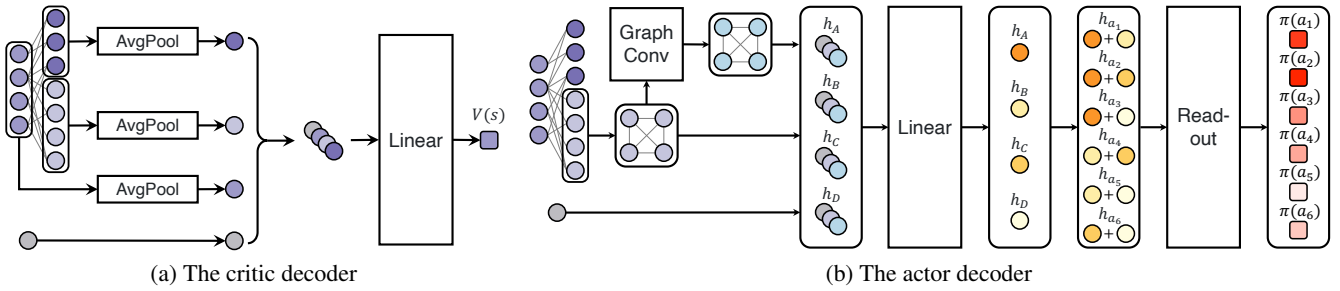 AvgPool
AvgPool
AvgPool
Linear
V(s)
(a) The critic decoder
Graph
Conv
h_A
h_B
h_C
h_D
Linear
h_A
h_B
h_C
h_D
h_{a_1}
+
h_{a_2}
+
h_{a_3}
+
h_{a_4}
+
h_{a_5}
+
h_{a_6}
+
Read-
out
π(a_1)
π(a_2)
π(a_3)
π(a_4)
π(a_5)
π(a_6)
(b) The actor decoder